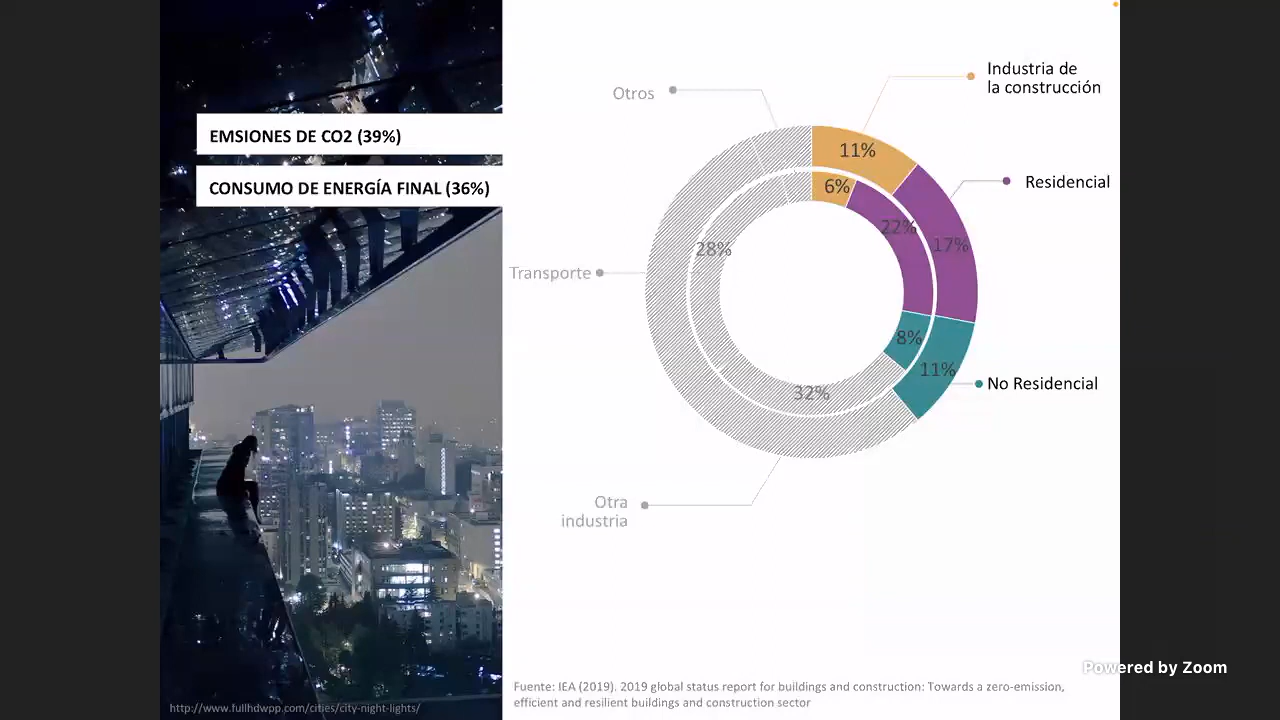 EMSIONES DE CO2 (39%)
CONSUMO DE ENERGÍA FINAL (36%)
Otros
Industria de
la construcción
11%
6%
Residencial
22%
17%
28%
Transporte
8%
11%
No Residencial
32%
Otra
industria
Powered by Zoom
Fuente: IEA (2019). 2019 global status report for buildings and construction: Towards a zero-emission,
efficient and resilient buildings and construction sector
http://www.fullhdwpp.com/cities/city-night-lights/